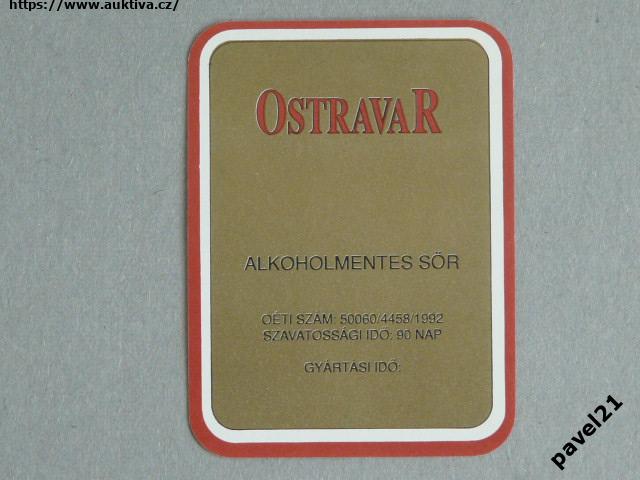 https://www.auktiva.cz/
OSTRAVAR
ALKOHOLMENTES SÖR
OÉTI SZÁM: 50060/4458/1992
SZAVATOSSÁGI IDŐ: 90 NAP
GYÁRTÁSI IDŐ:
pavel21